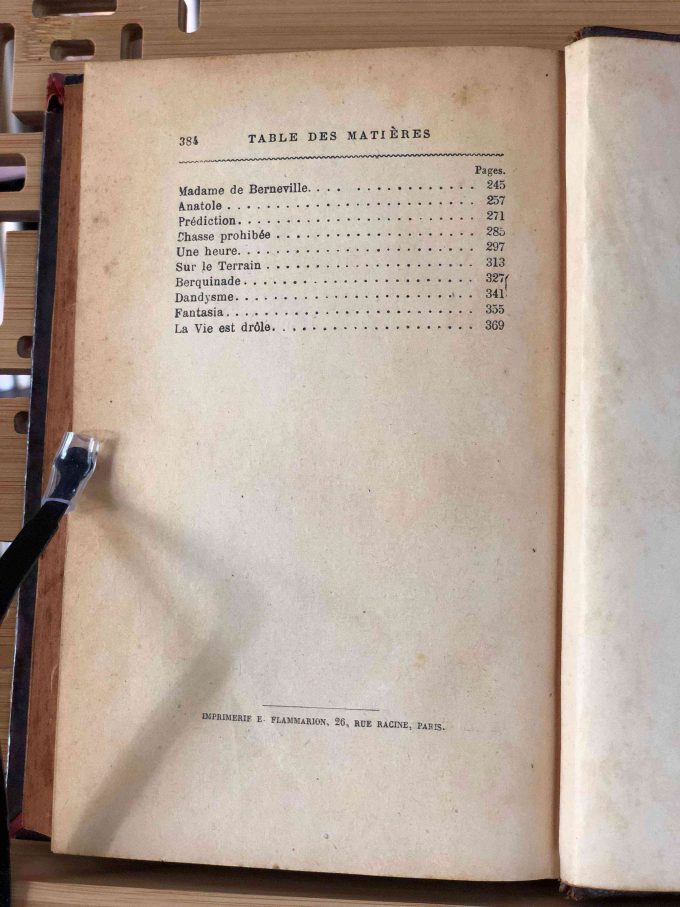 384 TABLE DES MATIÈRES
Pages.
Madame de Berneville. . . . . . . . . . . . . . . 245
Anatole . . . . . . . . . . . . . . . . . . . . . 257
Prédiction. . . . . . . . . . . . . . . . . . . . 271
Chasse prohibée . . . . . . . . . . . . . . . . . 285
Une heure. . . . . . . . . . . . . . . . . . . . 297
Sur le Terrain . . . . . . . . . . . . . . . . . 313
Berquinade . . . . . . . . . . . . . . . . . . . 327
Dandysme. . . . . . . . . . . . . . . . . . . . 341
Fantasia. . . . . . . . . . . . . . . . . . . . . 355
La Vie est drôle. . . . . . . . . . . . . . . . . 369
IMPRIMERIE E. FLAMMARION, 26, RUE RACINE, PARIS.